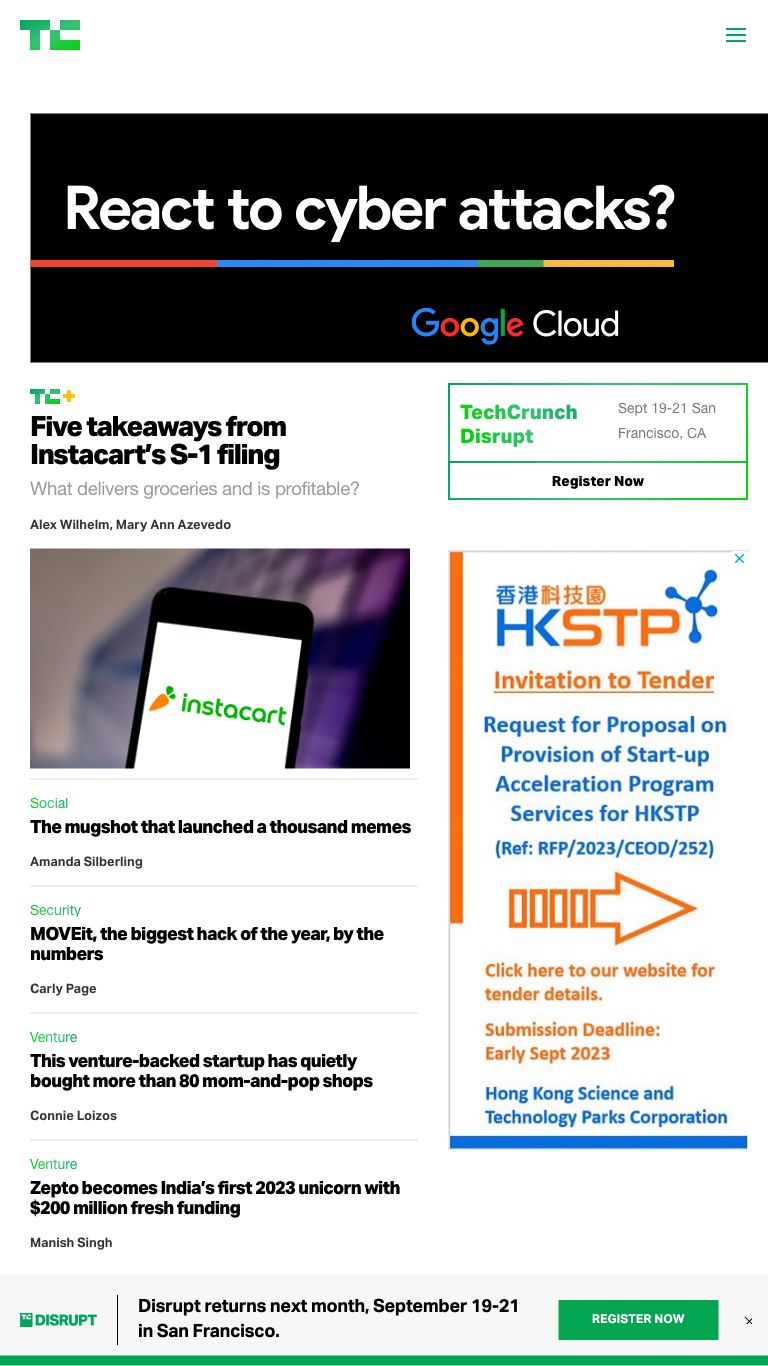 TC
React to cyber attacks?
Google Cloud
TC+
Five takeaways from
Instacart's S-1 filing
What delivers groceries and is profitable?
Alex Wilhelm, Mary Ann Azevedo
instacart
Social
The mugshot that launched a thousand memes
Amanda Silberling
Security
MOVEit, the biggest hack of the year, by the
numbers
Carly Page
Venture
This venture-backed startup has quietly
bought more than 80 mom-and-pop shops
Connie Loizos
Venture
Zepto becomes India's first 2023 unicorn with
$200 million fresh funding
Manish Singh
TechCrunch
Disrupt
Sept 19-21 San
Francisco, CA
Register Now
香港科技園
HKSTP
Invitation to Tender
Request for Proposal on
Provision of Start-up
Acceleration Program
Services for HKSTP
(Ref: RFP/2023/CEOD/252)
Click here to our website for
tender details.
Submission Deadline:
Early Sept 2023
Hong Kong Science and
Technology Parks Corporation
TC DISRUPT
Disrupt returns next month, September 19-21
in San Francisco.
REGISTER NOW